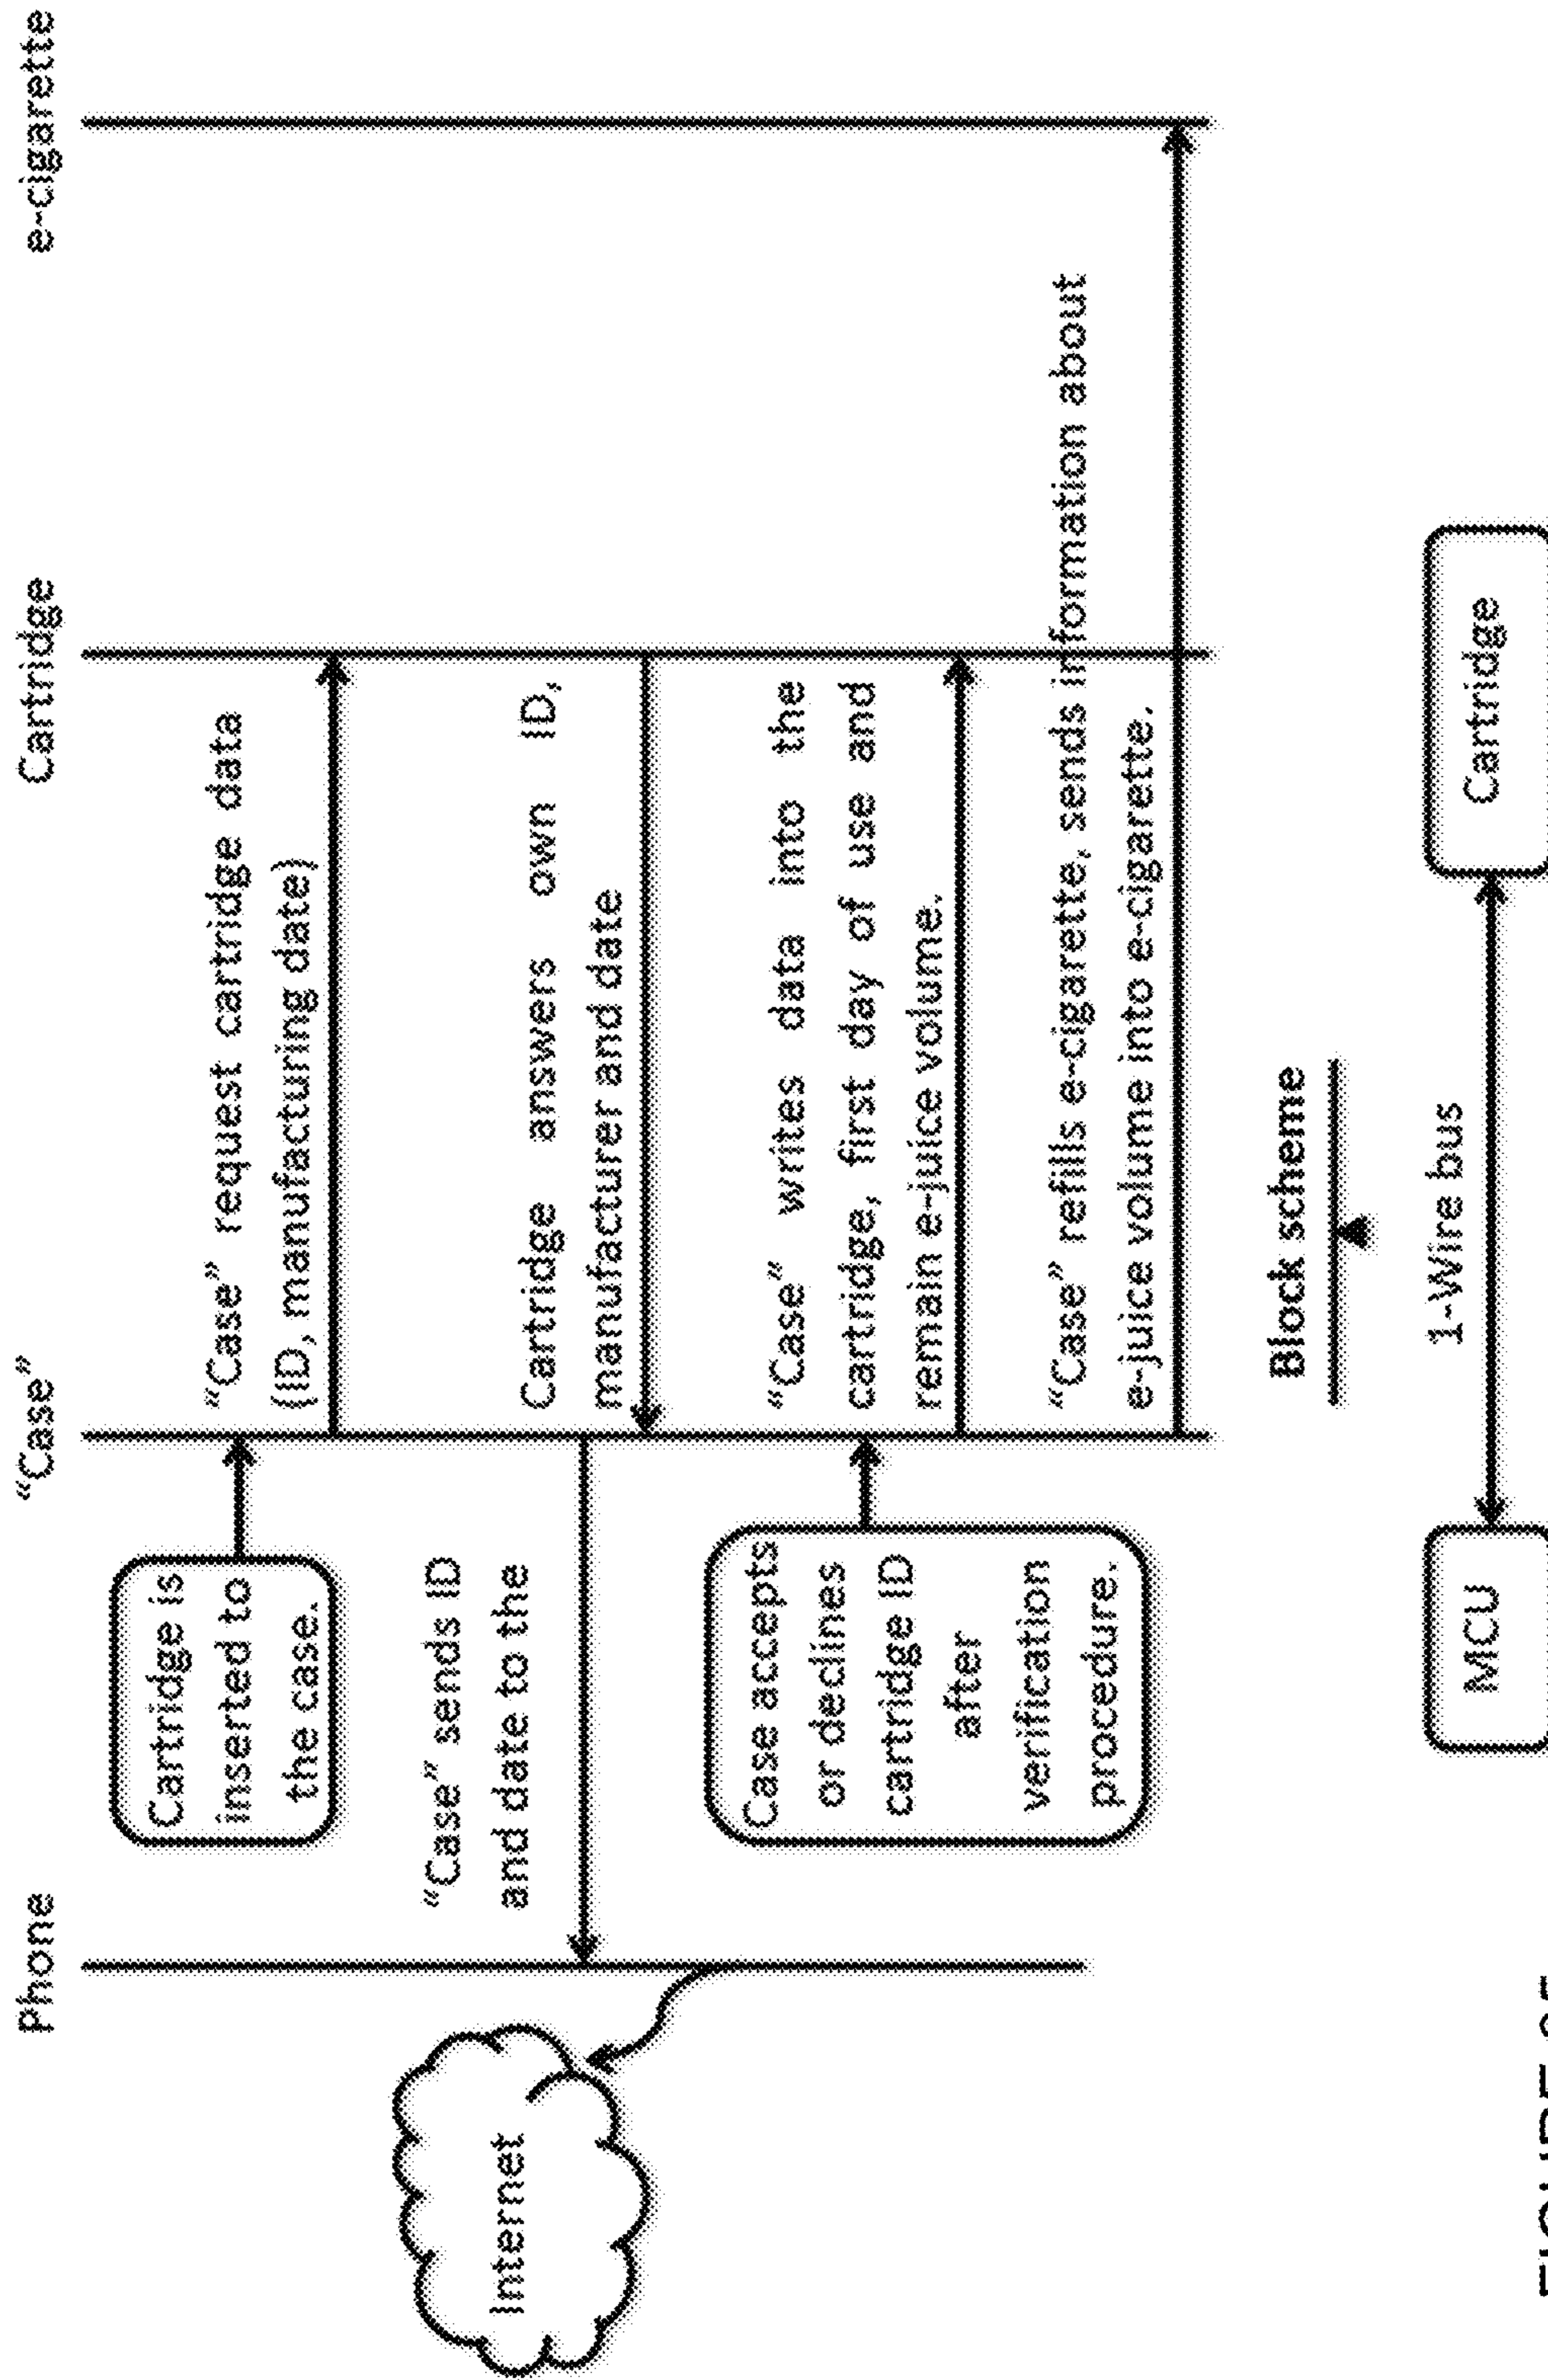 Phone
"Case"
Cartridge
e-cigarette
Cartridge is
inserted to
the case.
"Case" request cartridge data
(ID, manufacturing date)
Internet
"Case" sends ID
and date to the
Cartridge answers own ID,
manufacturer and date
Case accepts
or declines
cartridge ID
after
verification
procedure.
"Case" writes data into the
cartridge, first day of use and
remain e-juice volume.
"Case" refills e-cigarette, sends information about
e-juice volume into e-cigarette.
Block scheme
MCU
1-Wire bus
Cartridge
FIGURE